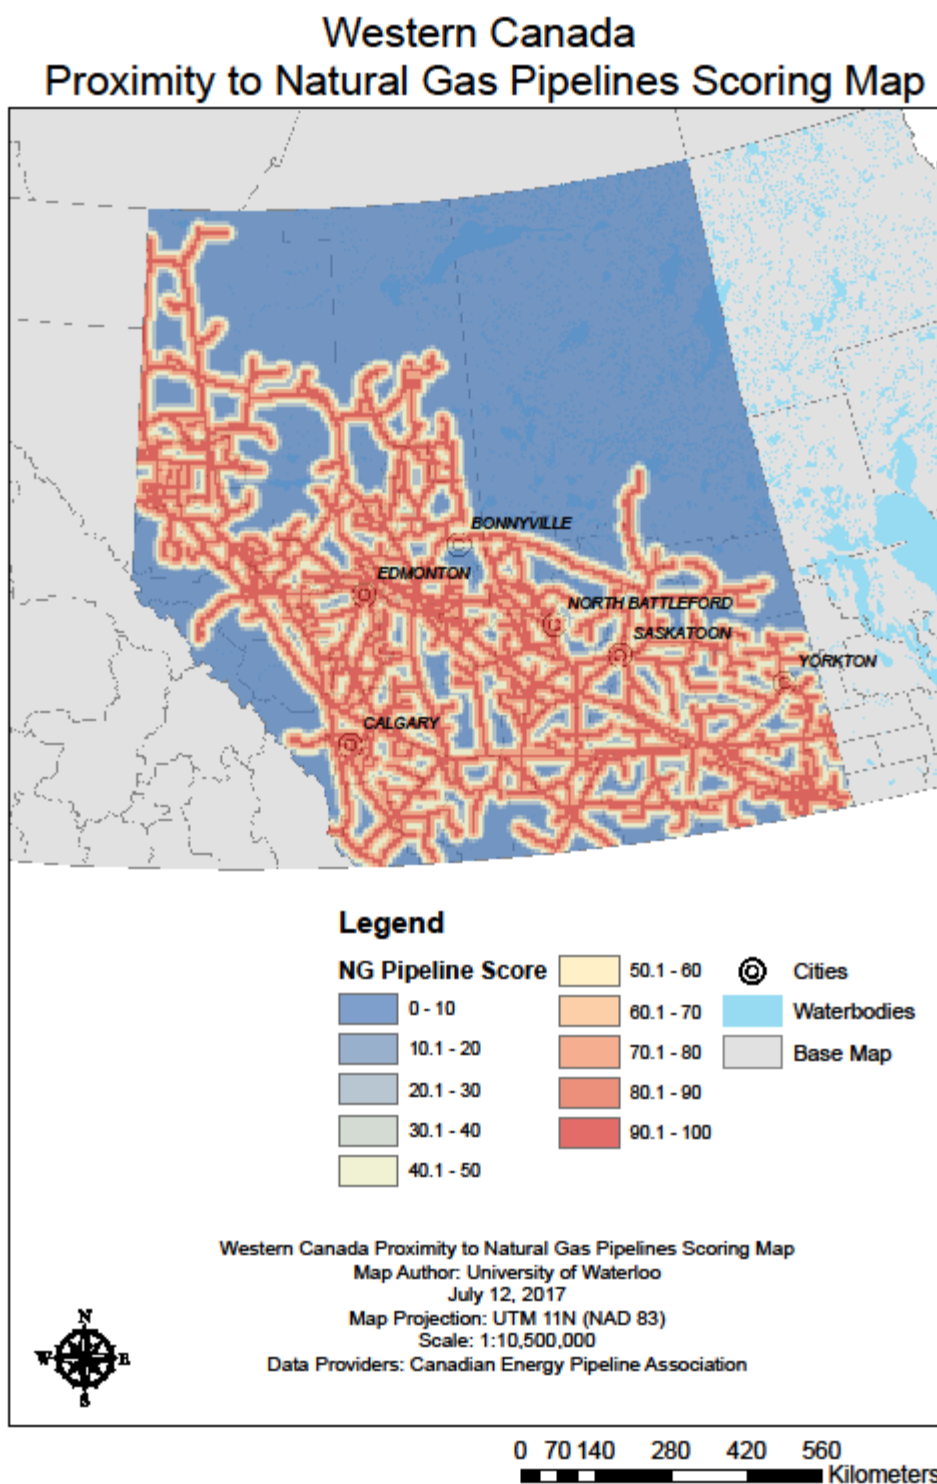 Western Canada
Proximity to Natural Gas Pipelines Scoring Map
BONNYVILLE
EDMONTON
NORTH BATTLEFORD
SASKATOON
YORKTON
CALGARY
Legend
NG Pipeline Score
0 - 10
10.1 - 20
20.1 - 30
30.1 - 40
40.1 - 50
50.1 - 60
60.1 - 70
70.1 - 80
80.1 - 90
90.1 - 100
Cities
Waterbodies
Base Map
Western Canada Proximity to Natural Gas Pipelines Scoring Map
Map Author: University of Waterloo
July 12, 2017
Map Projection: UTM 11N (NAD 83)
Scale: 1:10,500,000
Data Providers: Canadian Energy Pipeline Association
N
W E
S
0 70 140 280 420 560
Kilometers